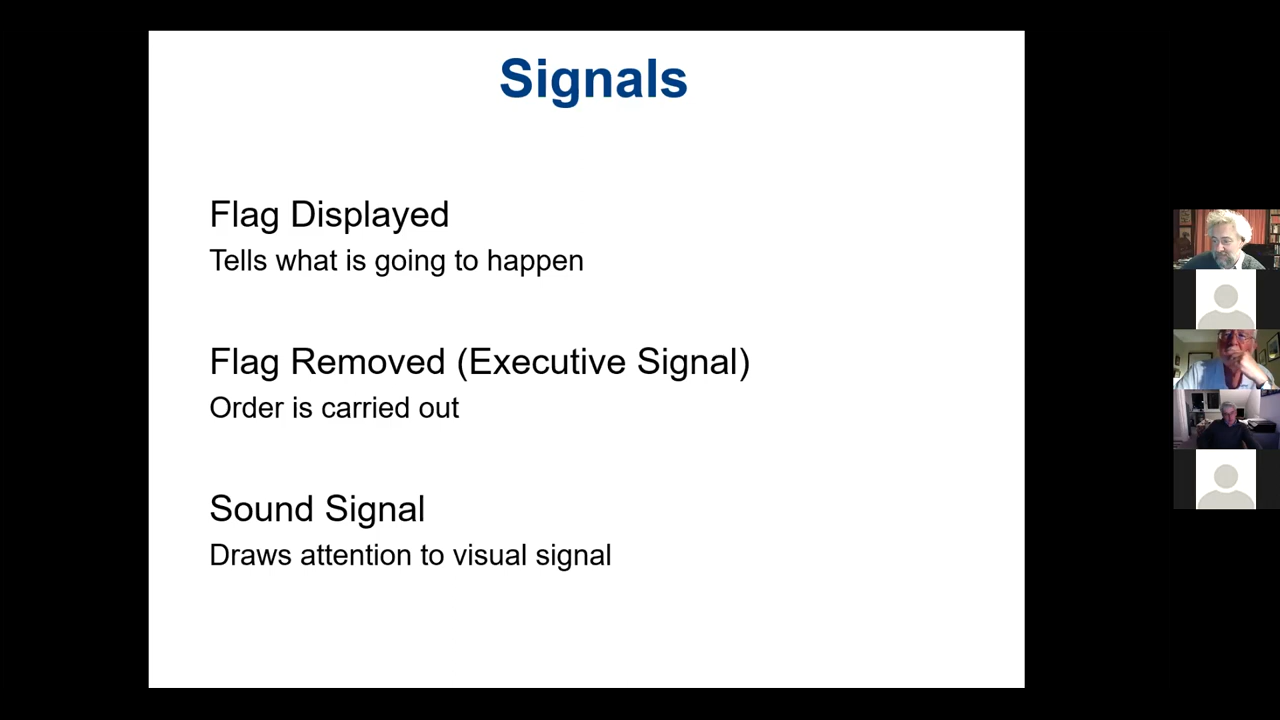 Signals
Flag Displayed
Tells what is going to happen
Flag Removed (Executive Signal)
Order is carried out
Sound Signal
Draws attention to visual signal